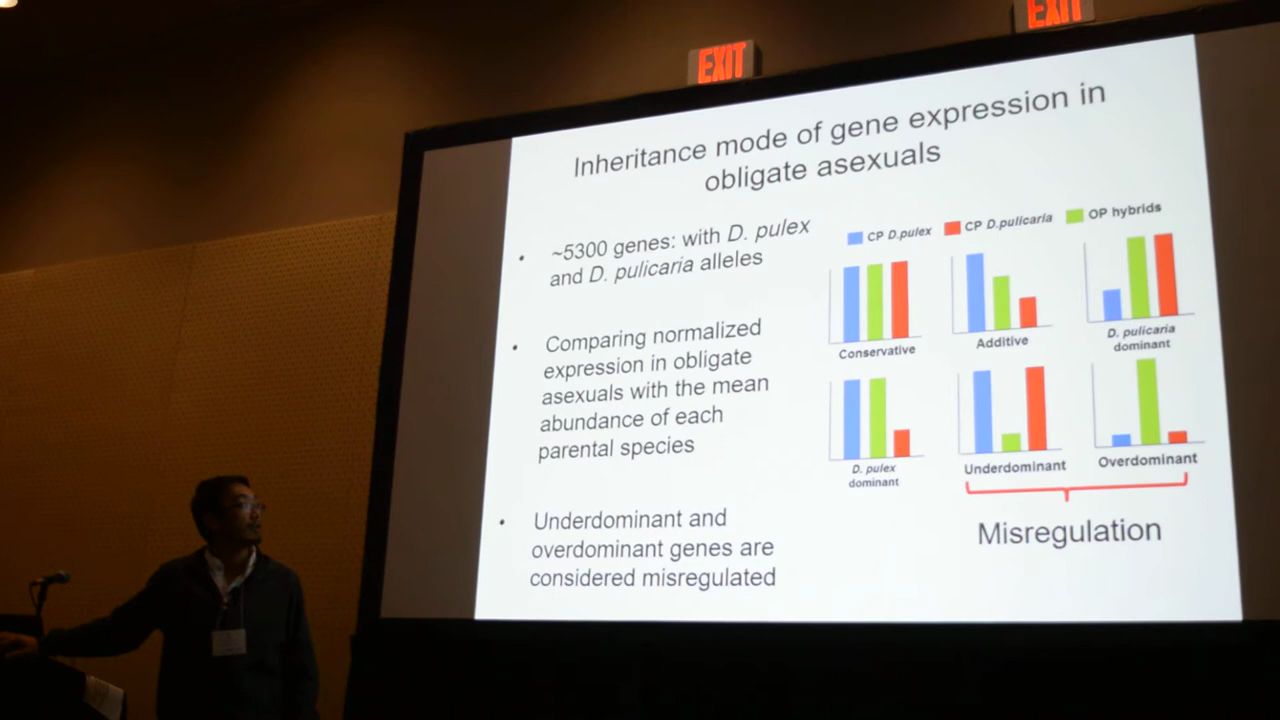 EXIT
EXIT
Inheritance mode of gene expression in
obligate asexuals
• ~5300 genes: with D. pulex
and D. pulicaria alleles
• Comparing normalized
expression in obligate
asexuals with the mean
abundance of each
parental species
• Underdominant and
overdominant genes are
considered misregulated
CP D.pulex CP D.pulicaria OP hybrids
Conservative
Additive
D. pulicaria
dominant
D. pulex
dominant
Underdominant
Overdominant
Misregulation